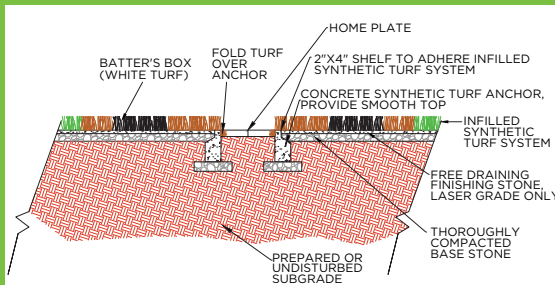 HOME PLATE
FOLD TURF
OVER
ANCHOR
BATTER'S BOX
(WHITE TURF)
2"X4" SHELF TO ADHERE INFILLED
SYNTHETIC TURF SYSTEM
CONCRETE SYNTHETIC TURF ANCHOR,
PROVIDE SMOOTH TOP
INFILLED
SYNTHETIC
TURF SYSTEM
FREE DRAINING
FINISHING STONE,
LASER GRADE ONLY
THOROUGHLY
COMPACTED
BASE STONE
PREPARED OR
UNDISTURBED
SUBGRADE